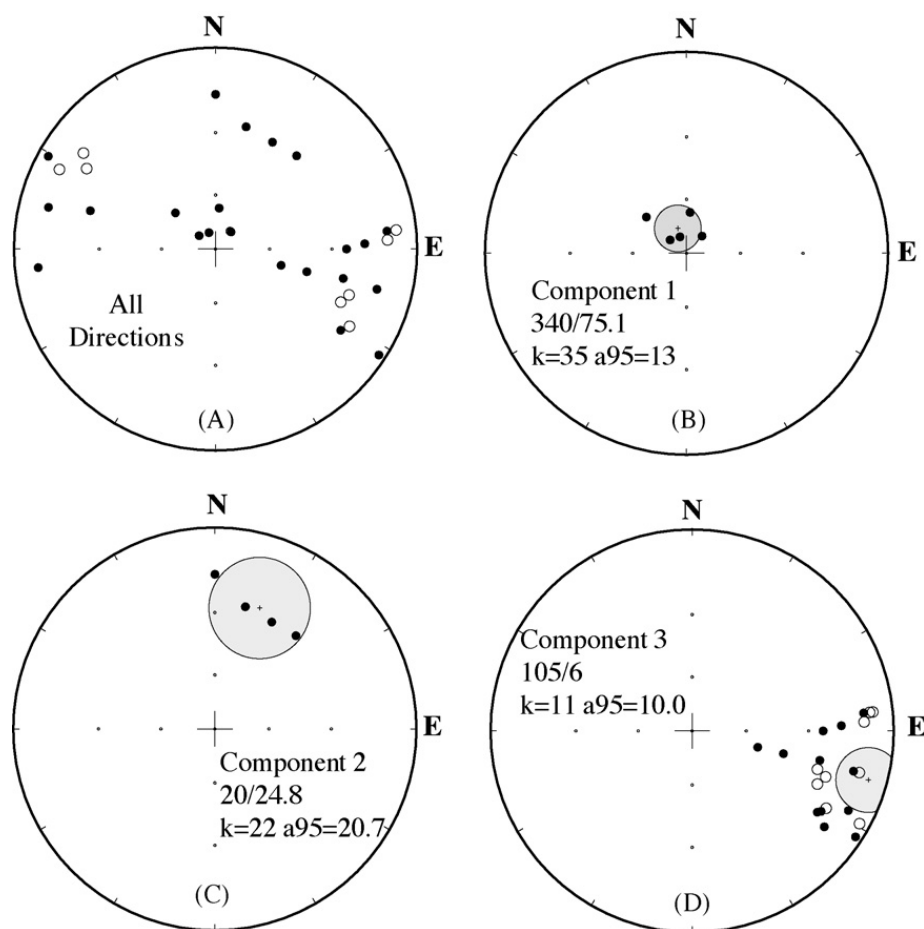 N
E
All
Directions
(A)
N
E
Component 1
340/75.1
k=35 a95=13
(B)
N
E
Component 2
20/24.8
k=22 a95=20.7
(C)
N
E
Component 3
105/6
k=11 a95=10.0
(D)